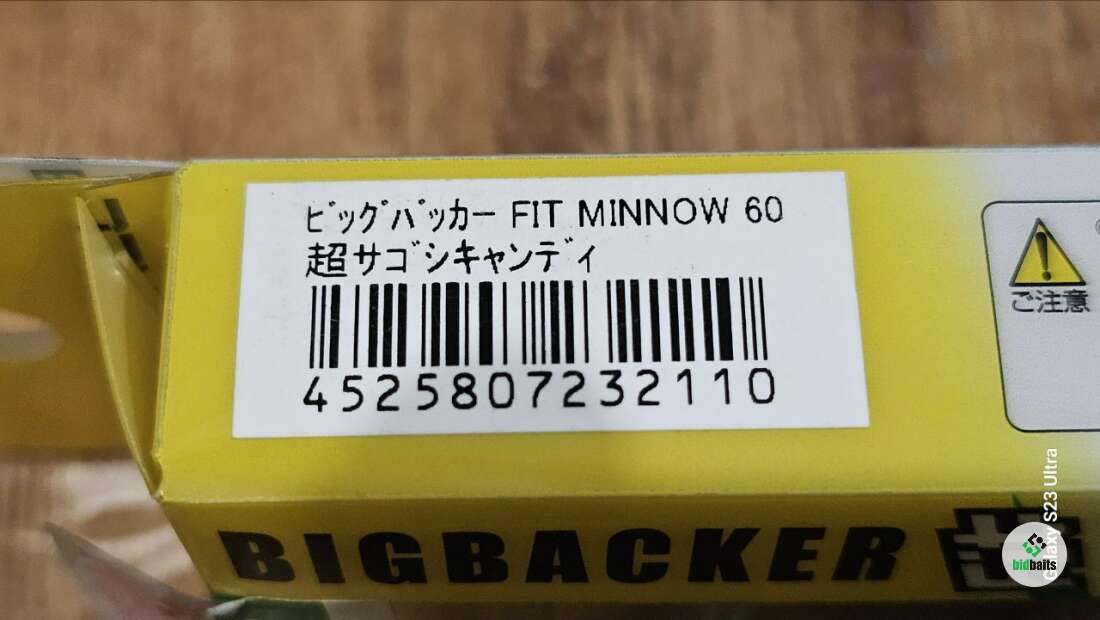 ﾋﾞｯｸﾞﾊﾞｯｶｰ FIT MINNOW 60
超サゴシキャンディ
4525807232110
ご注意
BIGBACKER
Galaxy S23 Ultra
bidbaits